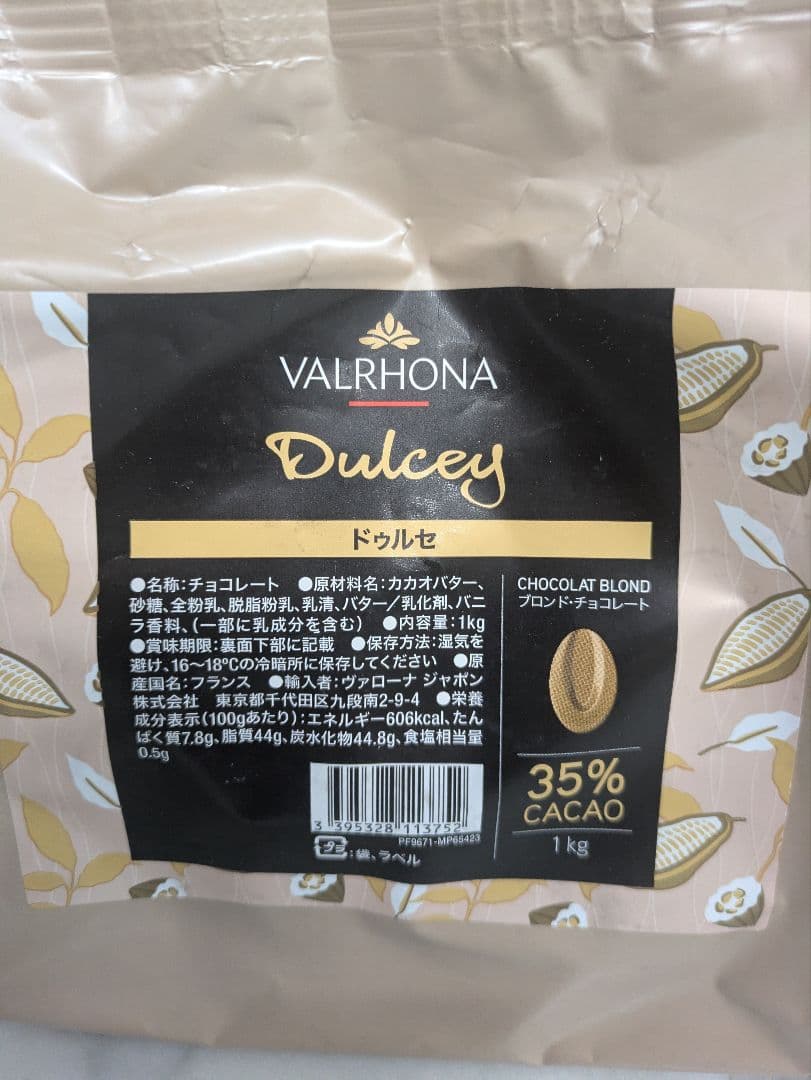 VALRHONA
Dulcey
ドゥルセ
●名称:チョコレート ●原材料名:カカオバター、
砂糖、全粉乳、脱脂粉乳、乳清、バター/乳化剤、バニ
ラ香料、(一部に乳成分を含む) ●内容量:1kg
●賞味期限:裏面下部に記載 ●保存方法:湿気を
避け、16〜18℃の冷暗所に保存してください ●原
産国名:フランス ●輸入者:ヴァローナ ジャポン
株式会社 東京都千代田区九段南2-9-4 ●栄養
成分表示(100gあたり):エネルギー606kcal、たん
ぱく質7.8g、脂質44g、炭水化物44.8g、食塩相当量
0.5g
3 395328 113752
PF9671-MP65423
プラ:袋、ラベル
CHOCOLAT BLOND
ブロンド・チョコレート
35%
CACAO
1 kg